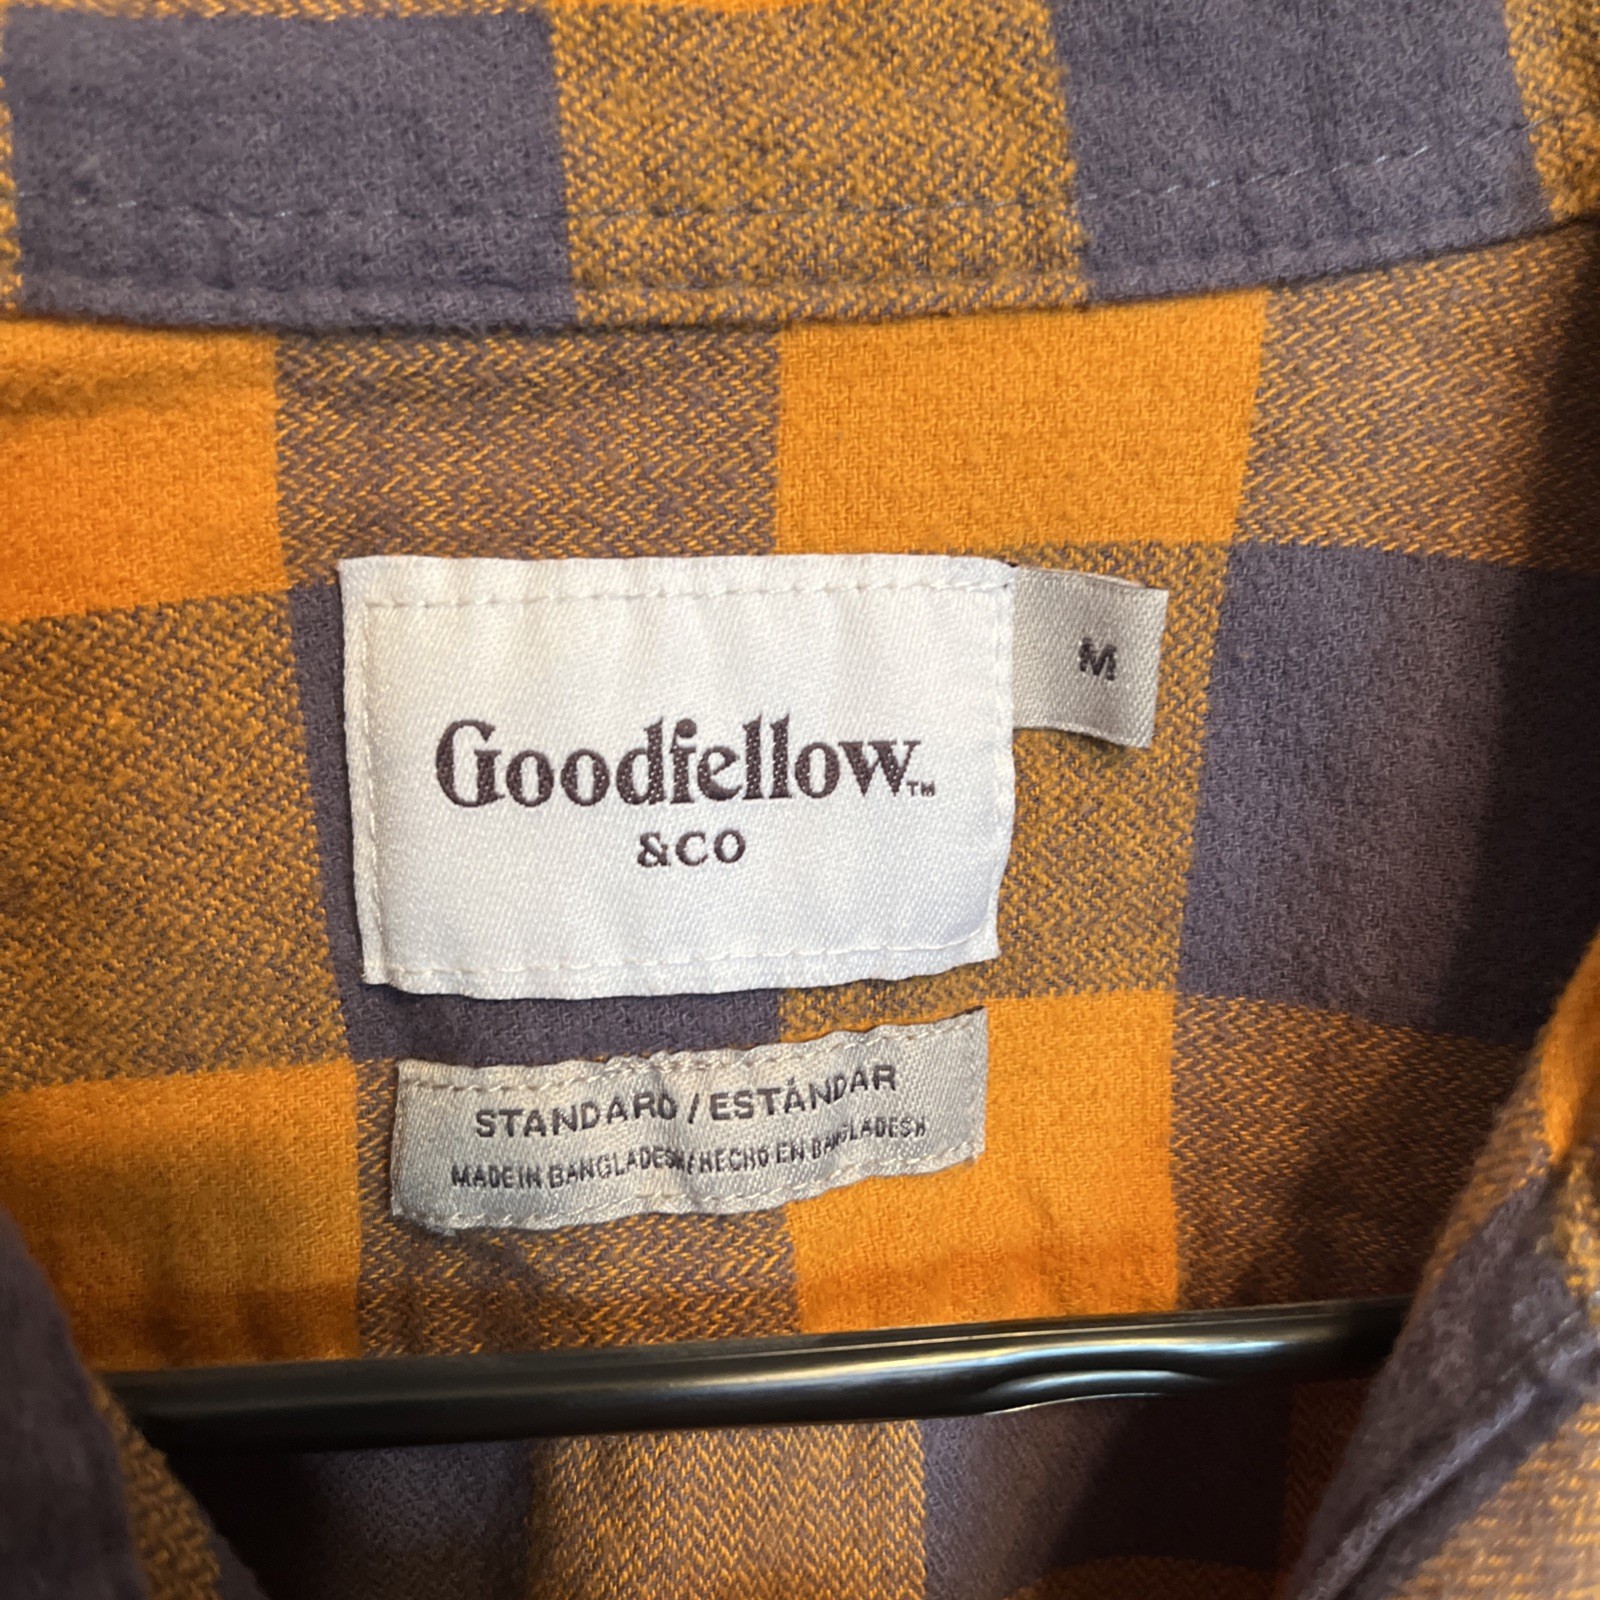 Goodfellow™
&CO
M
STANDARD / ESTÁNDAR
MADE IN BANGLADESH / HECHO EN BANGLADESH